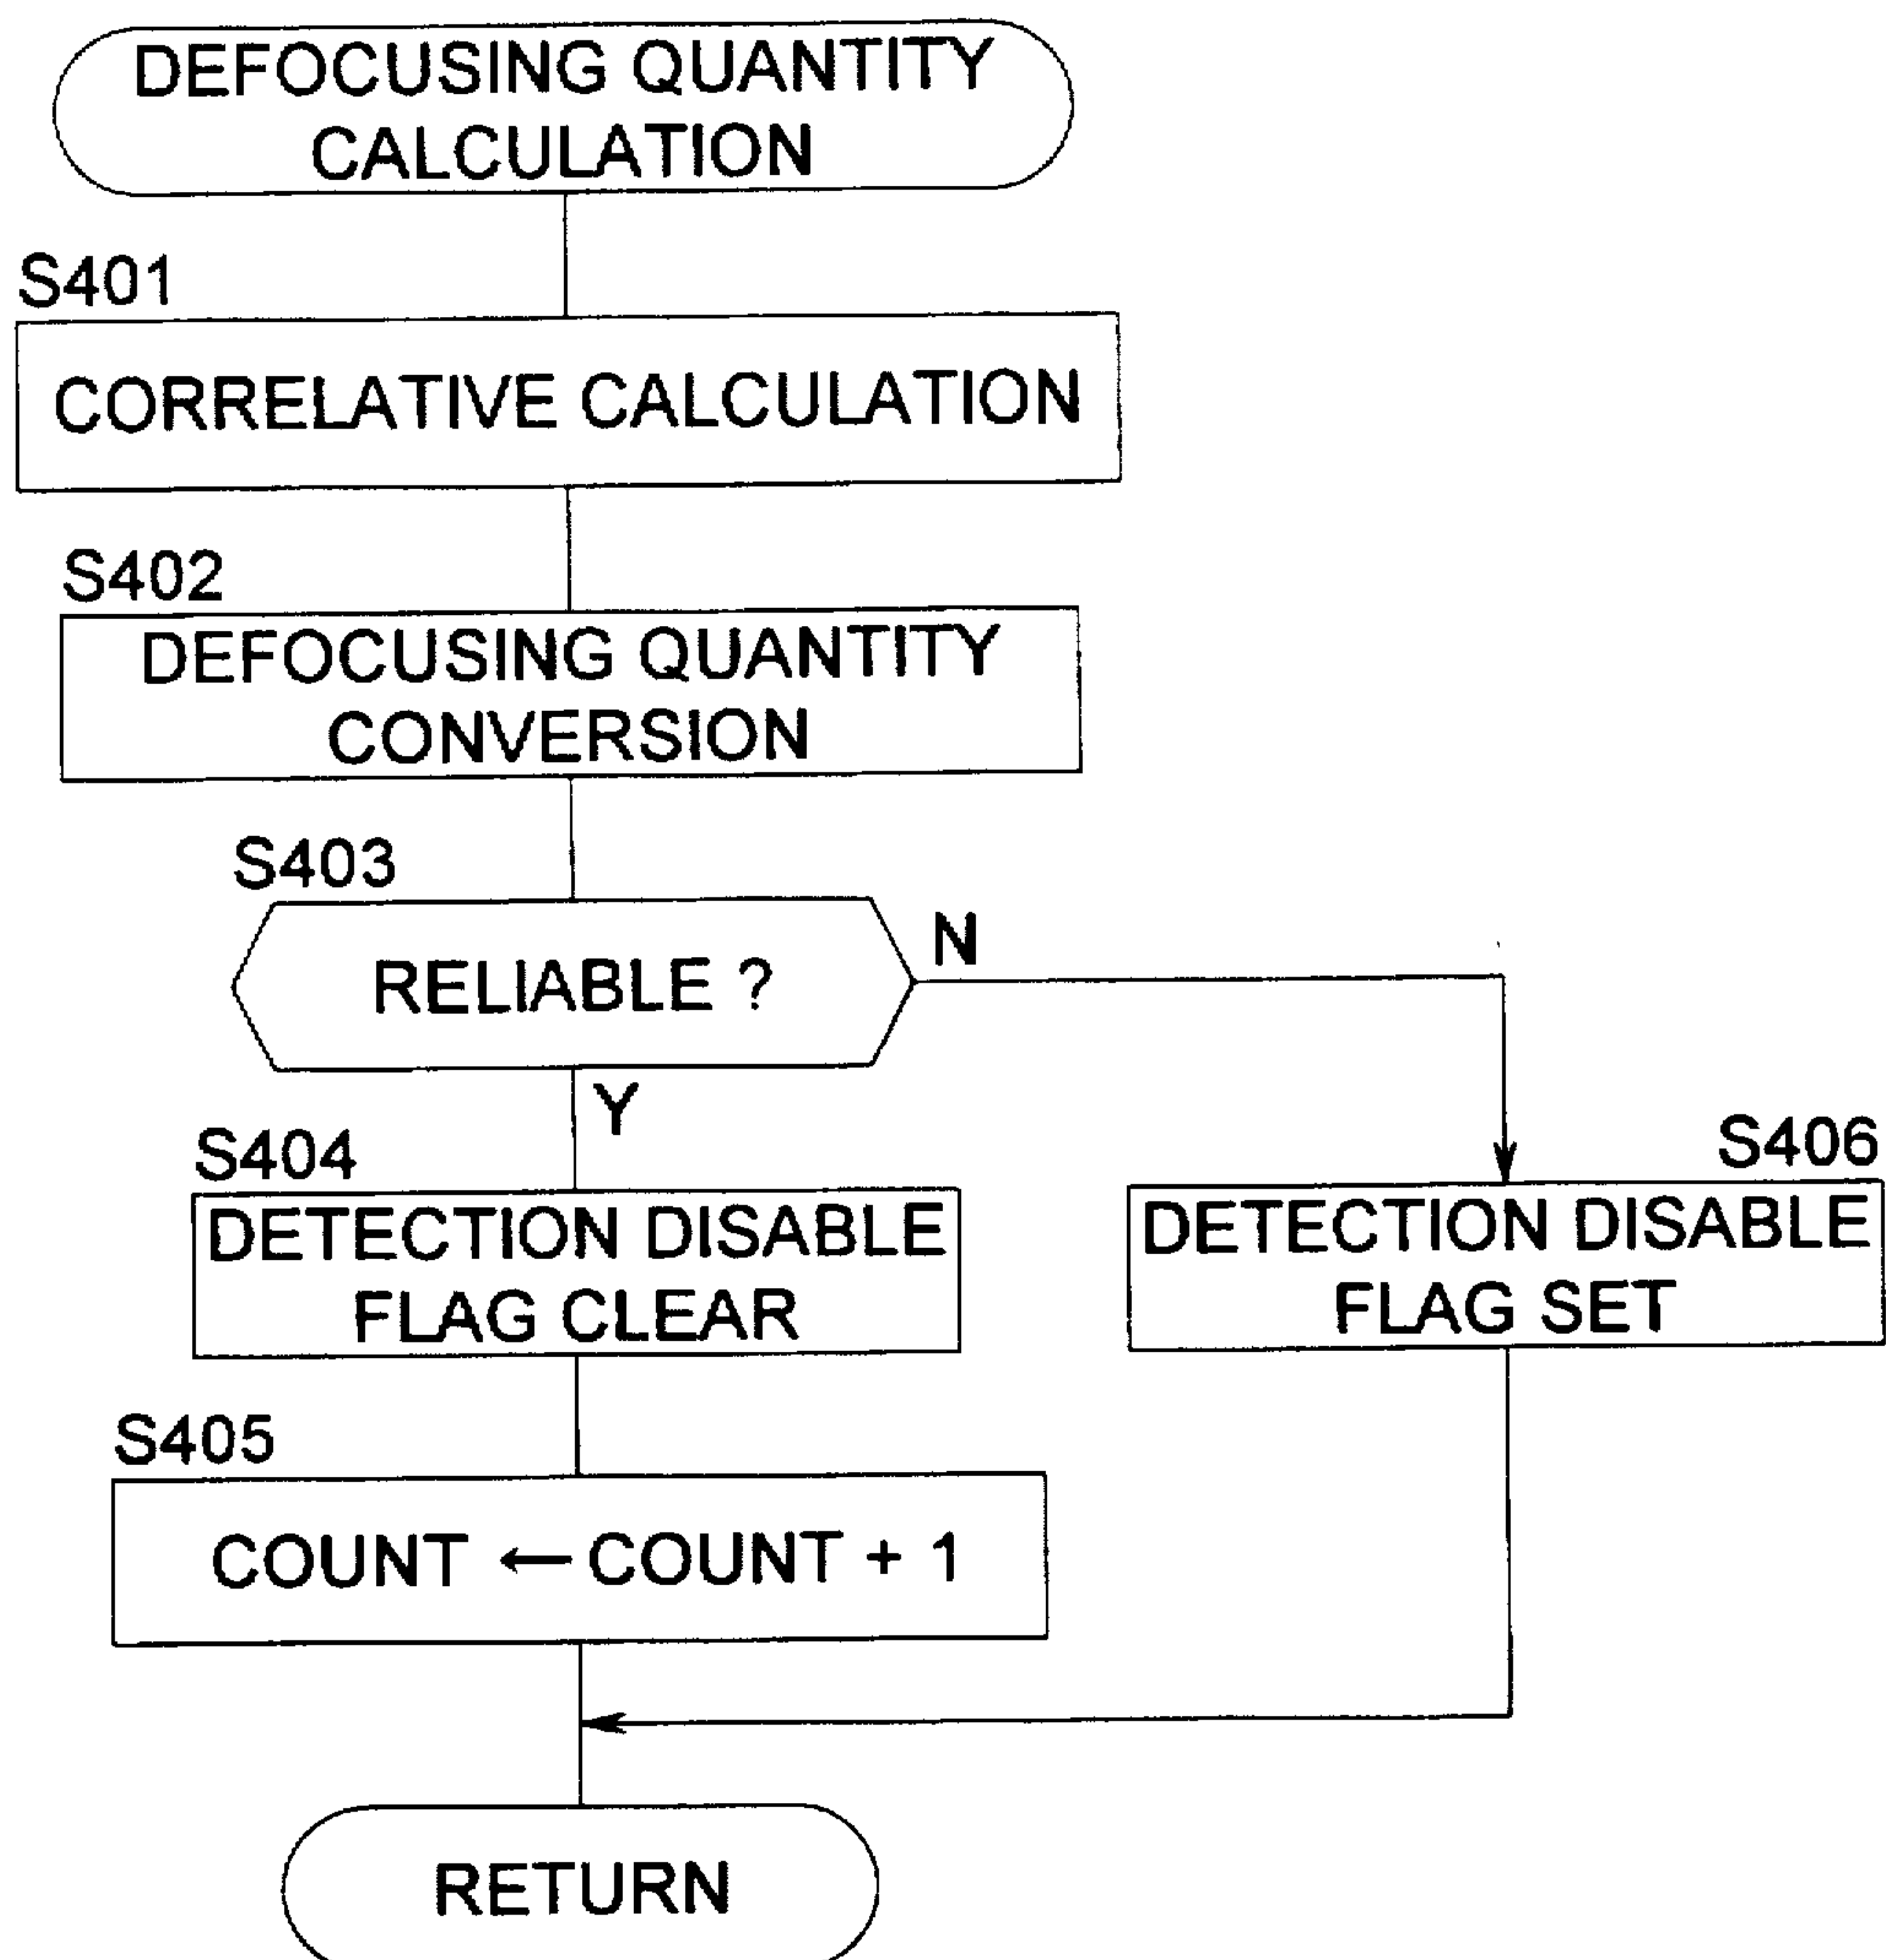 DEFOCUSING QUANTITY
CALCULATION
S401
CORRELATIVE CALCULATION
S402
DEFOCUSING QUANTITY
CONVERSION
S403
RELIABLE ?
N
Y
S404
DETECTION DISABLE
FLAG CLEAR
S406
DETECTION DISABLE
FLAG SET
S405
COUNT ← COUNT + 1
RETURN